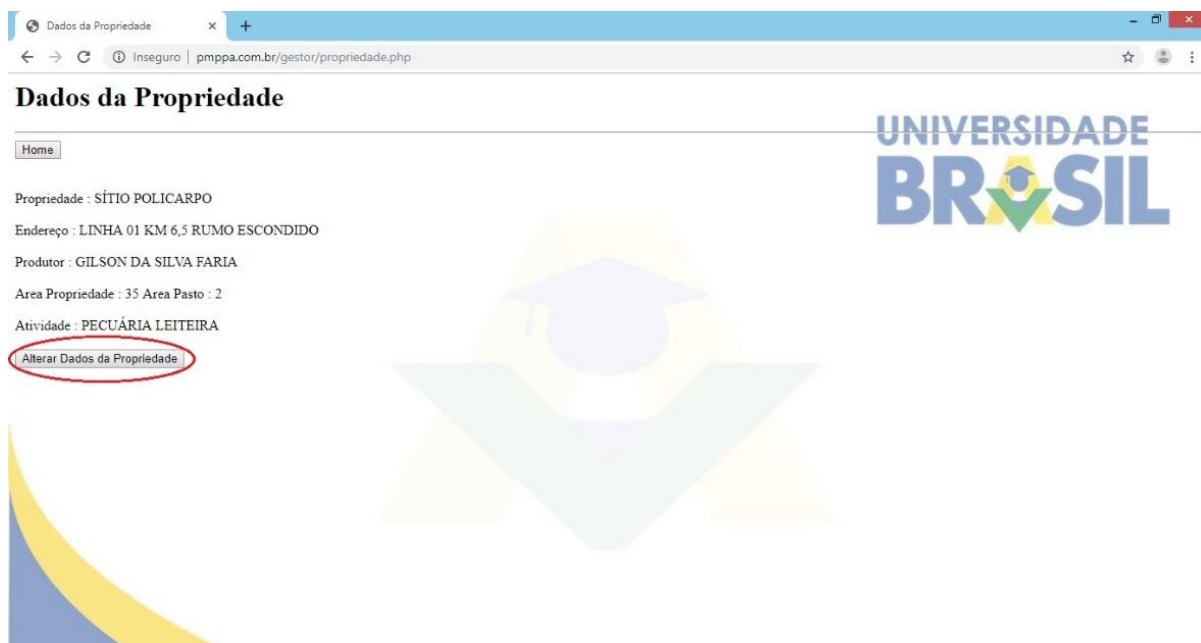 Dados da Propriedade
Inseguro | pmppa.com.br/gestor/propriedade.php
Dados da Propriedade
UNIVERSIDADE
BRASIL
Home
Propriedade : SÍTIO POLICARPO
Endereço : LINHA 01 KM 6,5 RUMO ESCONDIDO
Produtor : GILSON DA SILVA FARIA
Area Propriedade : 35 Area Pasto : 2
Atividade : PECUÁRIA LEITEIRA
Alterar Dados da Propriedade